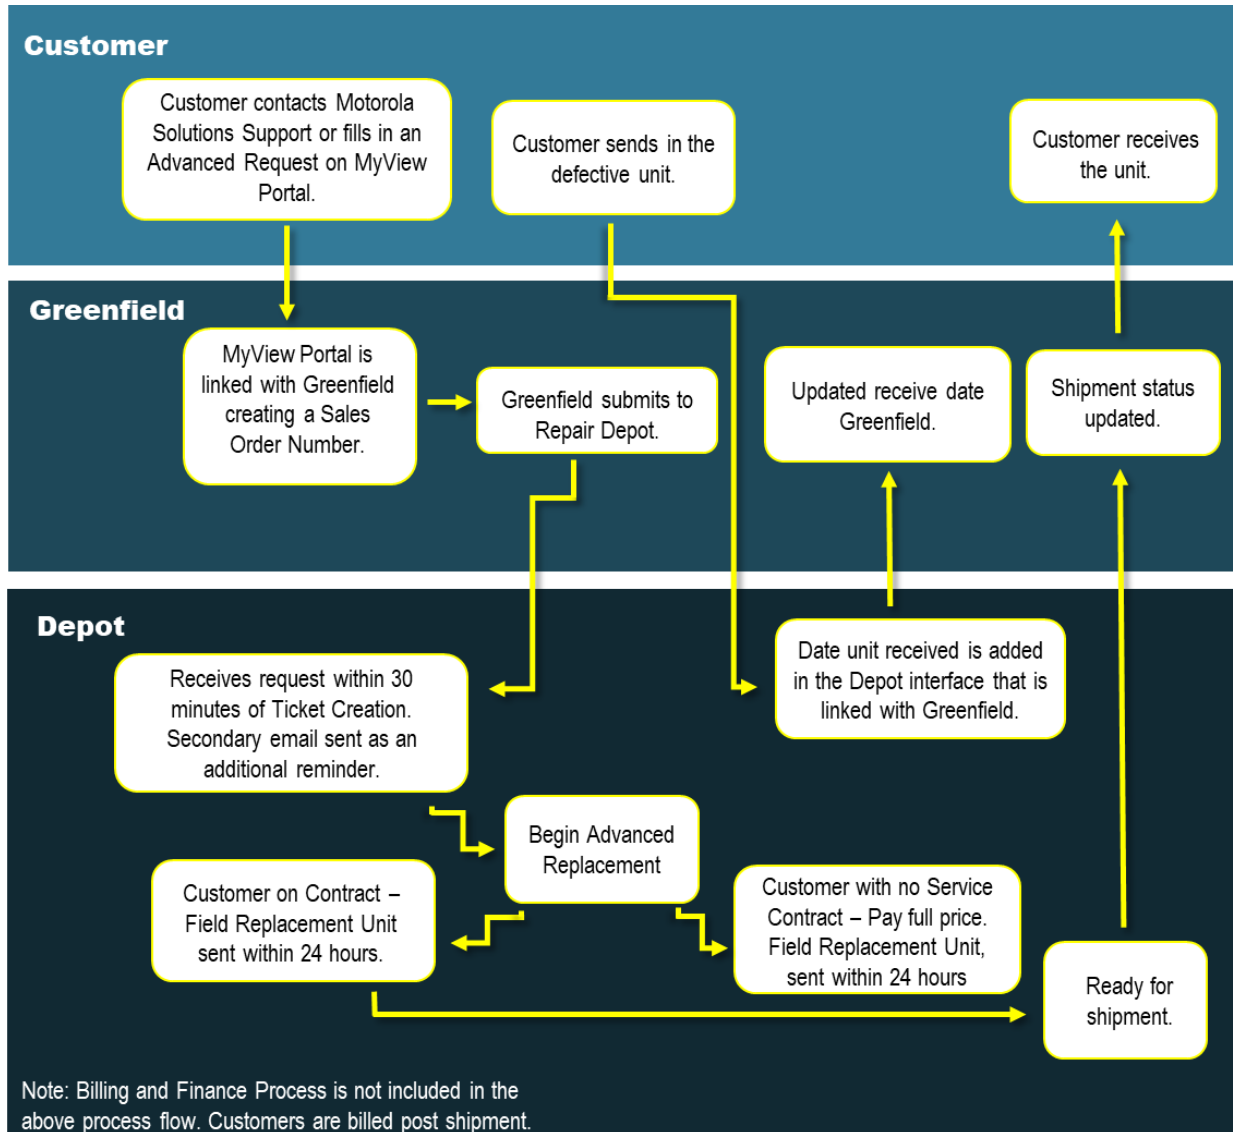 Customer
Customer contacts Motorola
Solutions Support or fills in an
Advanced Request on MyView
Portal.
Customer sends in the
defective unit.
Customer receives
the unit.
Greenfield
MyView Portal is
linked with Greenfield
creating a Sales
Order Number.
Greenfield submits to
Repair Depot.
Updated receive date
Greenfield.
Shipment status
updated.
Depot
Receives request within 30
minutes of Ticket Creation.
Secondary email sent as an
additional reminder.
Date unit received is added
in the Depot interface that is
linked with Greenfield.
Begin Advanced
Replacement
Customer on Contract –
Field Replacement Unit
sent within 24 hours.
Customer with no Service
Contract – Pay full price.
Field Replacement Unit,
sent within 24 hours
Ready for
shipment.
Note: Billing and Finance Process is not included in the
above process flow. Customers are billed post shipment.